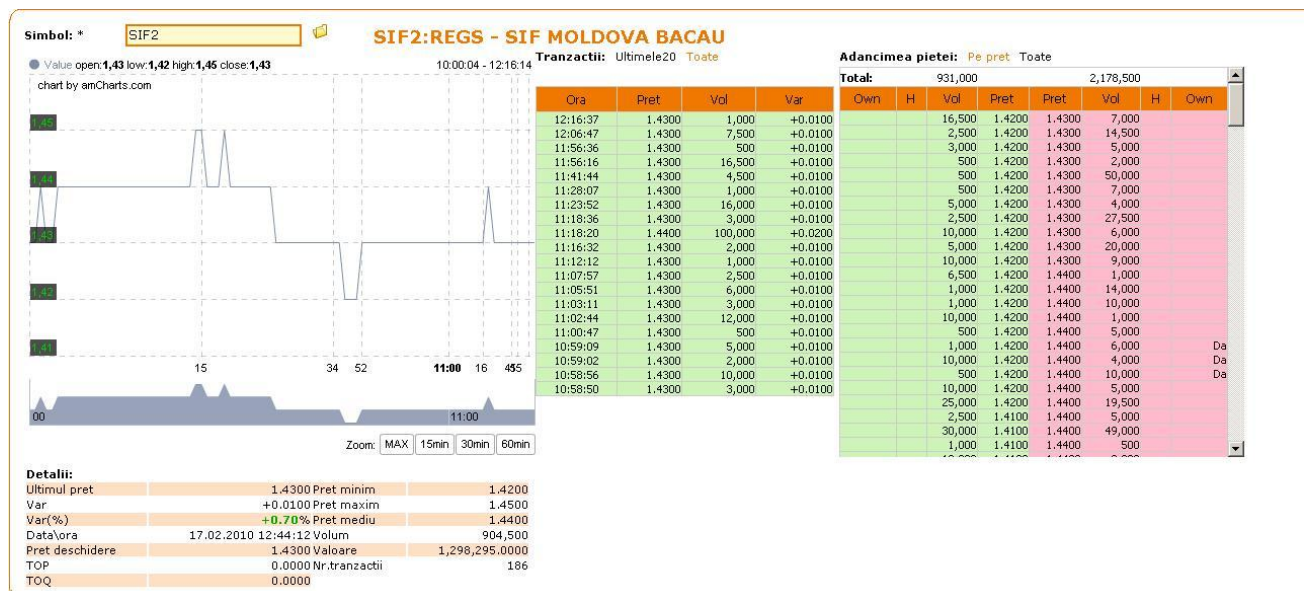 Simbol: * SIF2 SIF2:REGS - SIF MOLDOVA BACAU
Value open:1,43 low:1,42 high:1,45 close:1,43 10:00:04 - 12:16:14
chart by amCharts.com
1,45
1,44
1,43
1,42
1,41
15 34 52 11:00 16
00 11:00
Zoom: MAX 15min 30min 60min
Tranzactii: Ultimele20 Toate
Ora Pret Vol Var
12:16:37 1.4300 1,000 +0.0100
12:06:47 1.4300 7,500 +0.0100
11:56:36 1.4300 500 +0.0100
11:56:16 1.4300 16,500 +0.0100
11:41:44 1.4300 4,500 +0.0100
11:28:07 1.4300 1,000 +0.0100
11:23:52 1.4300 16,000 +0.0100
11:18:36 1.4300 3,000 +0.0100
11:18:20 1.4400 100,000 +0.0200
11:16:32 1.4300 2,000 +0.0100
11:12:12 1.4300 1,000 +0.0100
11:07:57 1.4300 2,500 +0.0100
11:05:51 1.4300 6,000 +0.0100
11:03:11 1.4300 3,000 +0.0100
11:02:44 1.4300 12,000 +0.0100
11:00:47 1.4300 500 +0.0100
10:59:09 1.4300 5,000 +0.0100
10:59:02 1.4300 2,000 +0.0100
10:58:56 1.4300 10,000 +0.0100
10:58:50 1.4300 3,000 +0.0100
Adancimea pietei: Pe pret Toate
Total: 931,000 2,178,500
Own H Vol Pret Pret Vol H Own
16,500 1.4200 1.4300 7,000
2,500 1.4200 1.4300 14,500
3,000 1.4200 1.4300 5,000
500 1.4200 1.4300 2,000
500 1.4200 1.4300 50,000
500 1.4200 1.4300 7,000
5,000 1.4200 1.4300 4,000
2,500 1.4200 1.4300 27,500
10,000 1.4200 1.4300 6,000
5,000 1.4200 1.4300 20,000
10,000 1.4200 1.4300 9,000
6,500 1.4200 1.4400 1,000
1,000 1.4200 1.4400 14,000
1,000 1.4200 1.4400 10,000
10,000 1.4200 1.4400 1,000
500 1.4200 1.4400 5,000
1,000 1.4200 1.4400 6,000 Da
10,000 1.4200 1.4400 4,000 Da
500 1.4200 1.4400 10,000 Da
10,000 1.4200 1.4400 5,000
25,000 1.4200 1.4400 19,500
2,500 1.4100 1.4400 5,000
30,000 1.4100 1.4400 49,000
1,000 1.4100 1.4400 500
Detalii:
Ultimul pret 1.4300 Pret minim 1.4200
Var +0.0100 Pret maxim 1.4500
Var(%) +0.70% Pret mediu 1.4400
Data\ora 17.02.2010 12:44:12 Volum 904,500
Pret deschidere 1.4300 Valoare 1,298,295.0000
TOP 0.0000 Nr.tranzactii 186
TOQ 0.0000